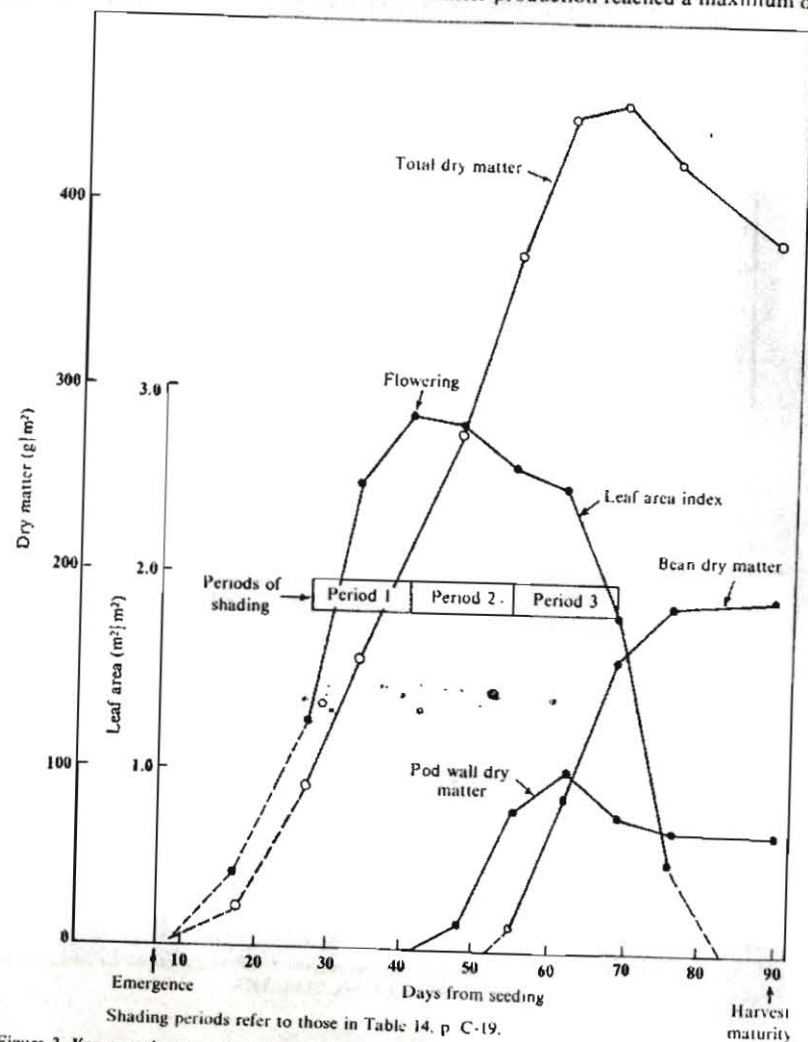 production reached a maximum
Total dry matter
400
Flowering
300
3.0
Dry matter (g|m²)
Leaf area index
200
2.0
Bean dry matter
Periods of
shading
Period 1
Period 2
Period 3
Leaf area (m²|m²)
100
1.0
Pod wall dry
matter
0
10
20
30
40
50
60
70
80
90
Emergence
Days from seeding
Harvest
maturity
Shading periods refer to those in Table 14. p C-19.